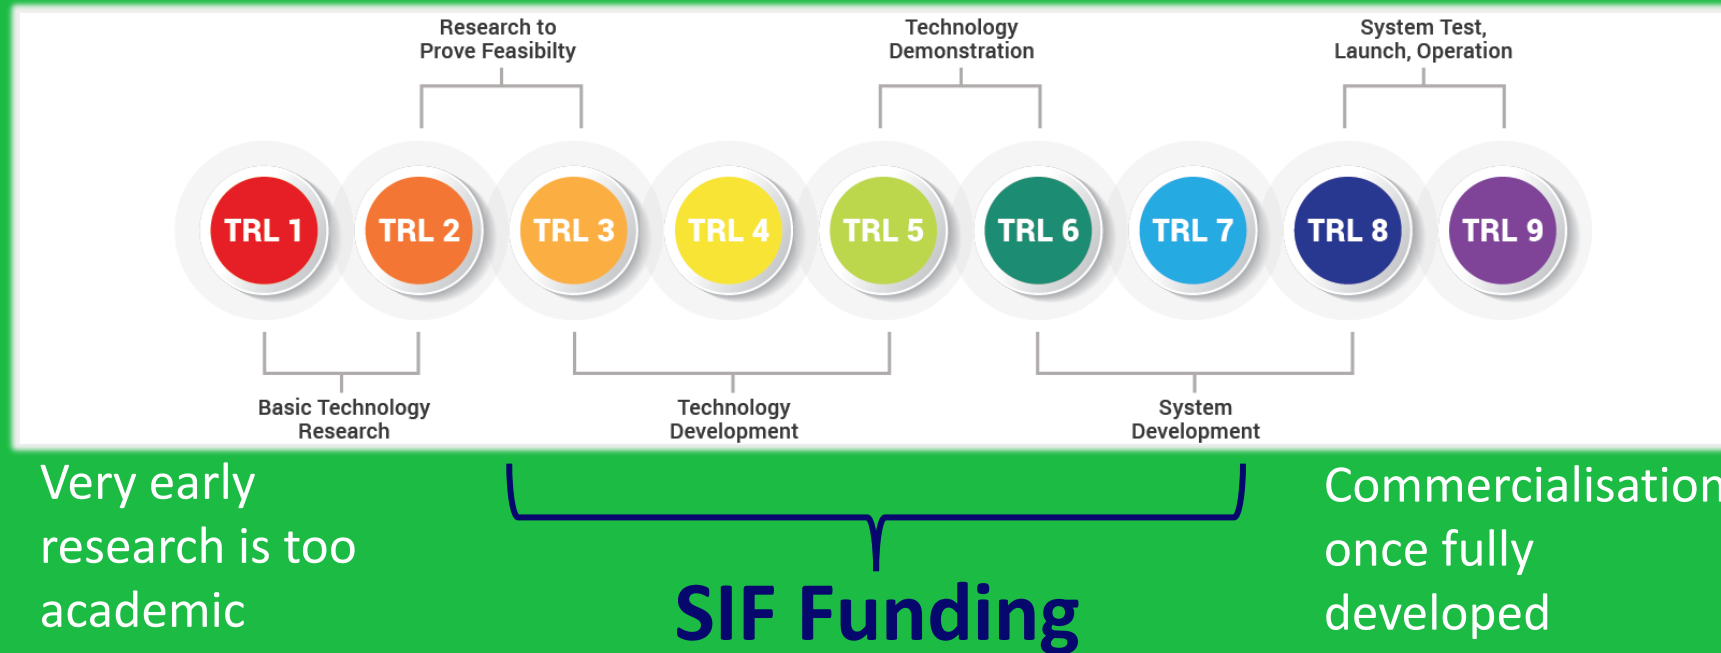 Research to
Prove Feasibilty
Technology
Demonstration
System Test,
Launch, Operation
TRL 1
TRL 2
TRL 3
TRL 4
TRL 5
TRL 6
TRL 7
TRL 8
TRL 9
Basic Technology
Research
Technology
Development
System
Development
Very early
research is too
academic
SIF Funding
Commercialisation
once fully
developed